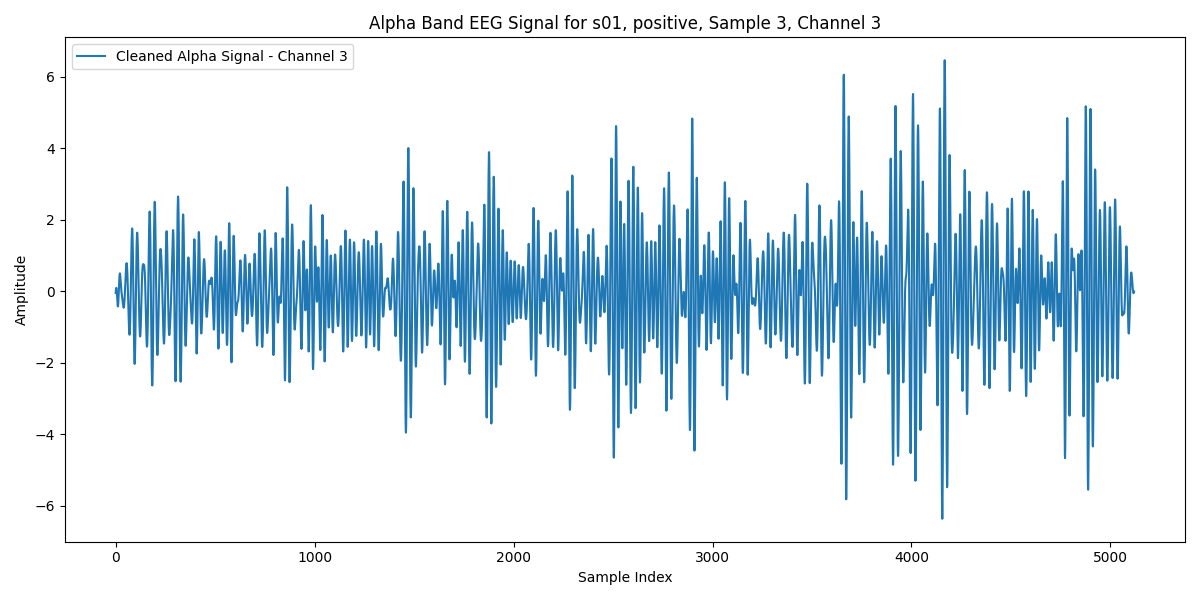 Alpha Band EEG Signal for s01, positive, Sample 3, Channel 3
Cleaned Alpha Signal - Channel 3
Amplitude
6
4
2
0
−2
−4
−6
0 1000 2000 3000 4000 5000
Sample Index